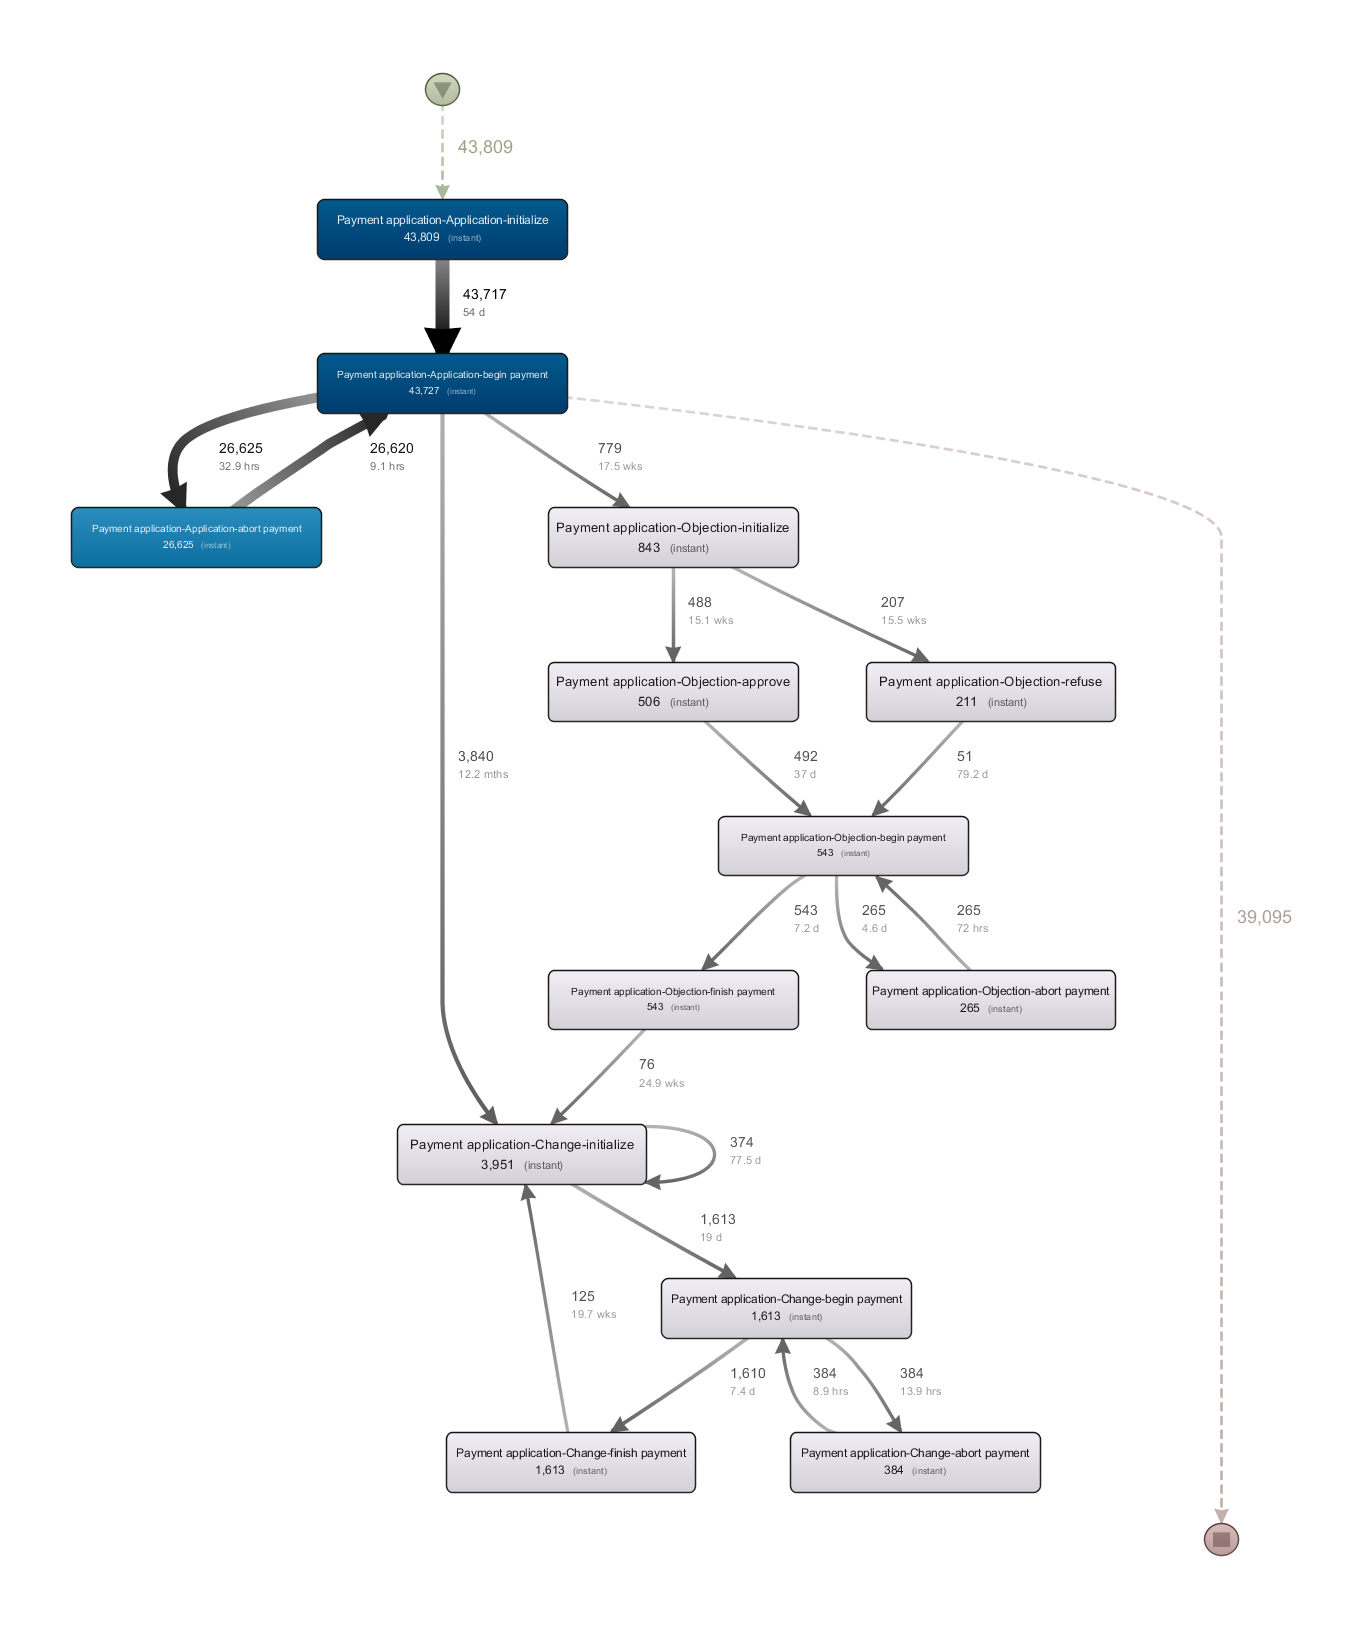 43,809
Payment application-Application-initialize
43,809 (instant)
43,717
54 d
Payment application-Application-begin payment
43,727 (instant)
26,625
32.9 hrs
26,620
9.1 hrs
779
17.5 wks
Payment application-Application-abort payment
26,625 (instant)
Payment application-Objection-initialize
843 (instant)
488
15.1 wks
207
15.5 wks
Payment application-Objection-approve
506 (instant)
Payment application-Objection-refuse
211 (instant)
3,840
12.2 mths
492
37 d
51
79.2 d
Payment application-Objection-begin payment
543 (instant)
39,095
543
7.2 d
265
4.6 d
265
72 hrs
Payment application-Objection-finish payment
543 (instant)
Payment application-Objection-abort payment
265 (instant)
76
24.9 wks
Payment application-Change-initialize
3,951 (instant)
374
77.5 d
1,613
19 d
125
19.7 wks
Payment application-Change-begin payment
1,613 (instant)
1,610
7.4 d
384
8.9 hrs
384
13.9 hrs
Payment application-Change-finish payment
1,613 (instant)
Payment application-Change-abort payment
384 (instant)